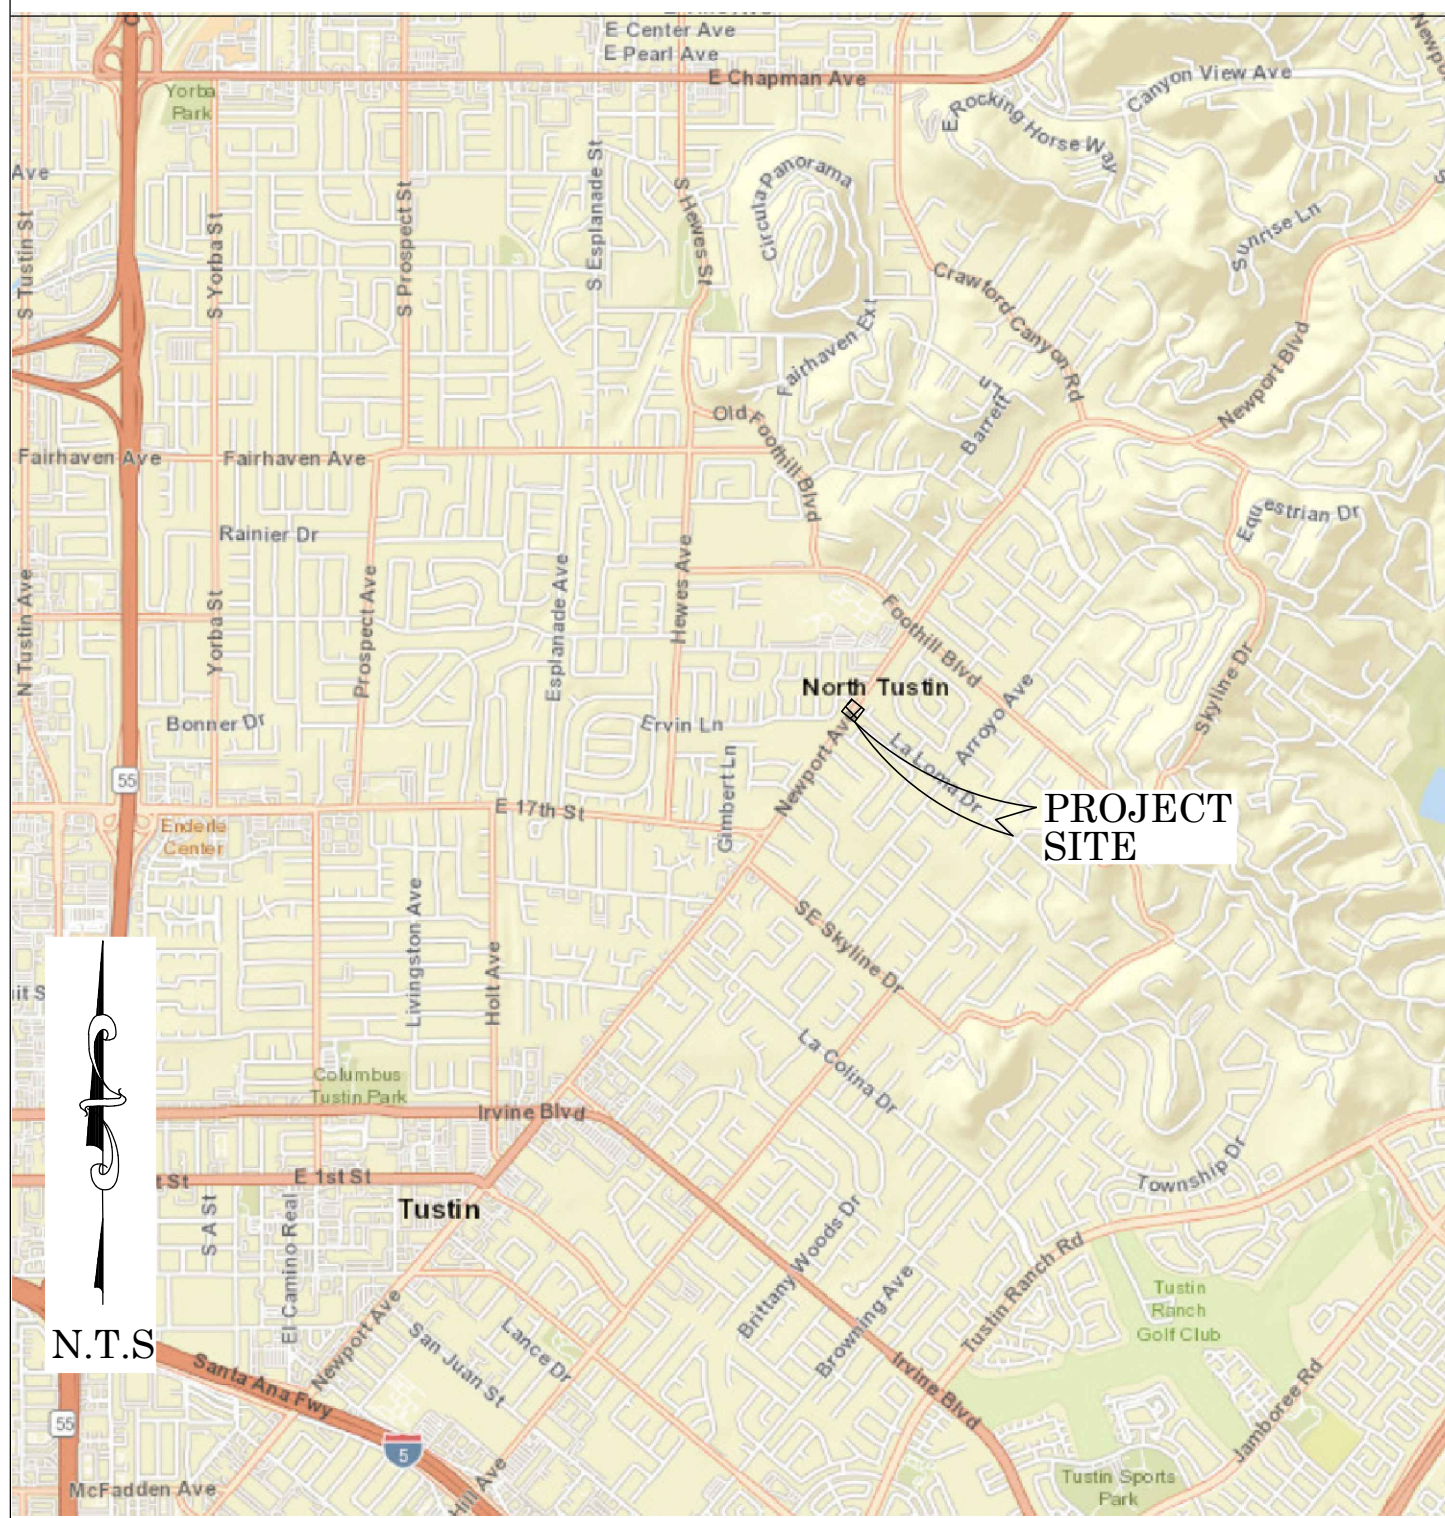 E Center Ave
E Pearl Ave
E Chapman Ave
Canyon View Ave
Yorba
Park
E Rocking Horse Way
Ave
Circula Panorama
S Tustin St
S Yorba St
S Prospect St
S Esplanade St
S Hewes St
Sunrise Ln
Crawford Canyon Rd
Fairhaven Ext
Newport Blvd
Barrett Ln
Old Foothill Blvd
Fairhaven Ave
Fairhaven Ave
Equestrian Dr
Rainier Dr
N Tustin Ave
Yorba St
Prospect Ave
Esplanade Ave
Hewes Ave
Foothill Blvd
Skyline Dr
North Tustin
Arroyo Ave
Bonner Dr
Ervin Ln
La Loma Dr
Newport Ave
Gimbert Ln
55
E 17th St
PROJECT
SITE
Enderle
Center
Livingston Ave
Holt Ave
SE Skyline Dr
La Colina Dr
Columbus
Tustin Park
Irvine Blvd
E 1st St
t St
Township Dr
Tustin
S A St
El Camino Real
Brittany Woods Dr
Browning Ave
Tustin Ranch Rd
Tustin
Ranch
Golf Club
N.T.S
Newport Ave
San Juan St
Lance Dr
Santa Ana Fwy
Irvine Blvd
Jamboree Rd
55
5
McFadden Ave
Hill Ave
Tustin Sports
Park